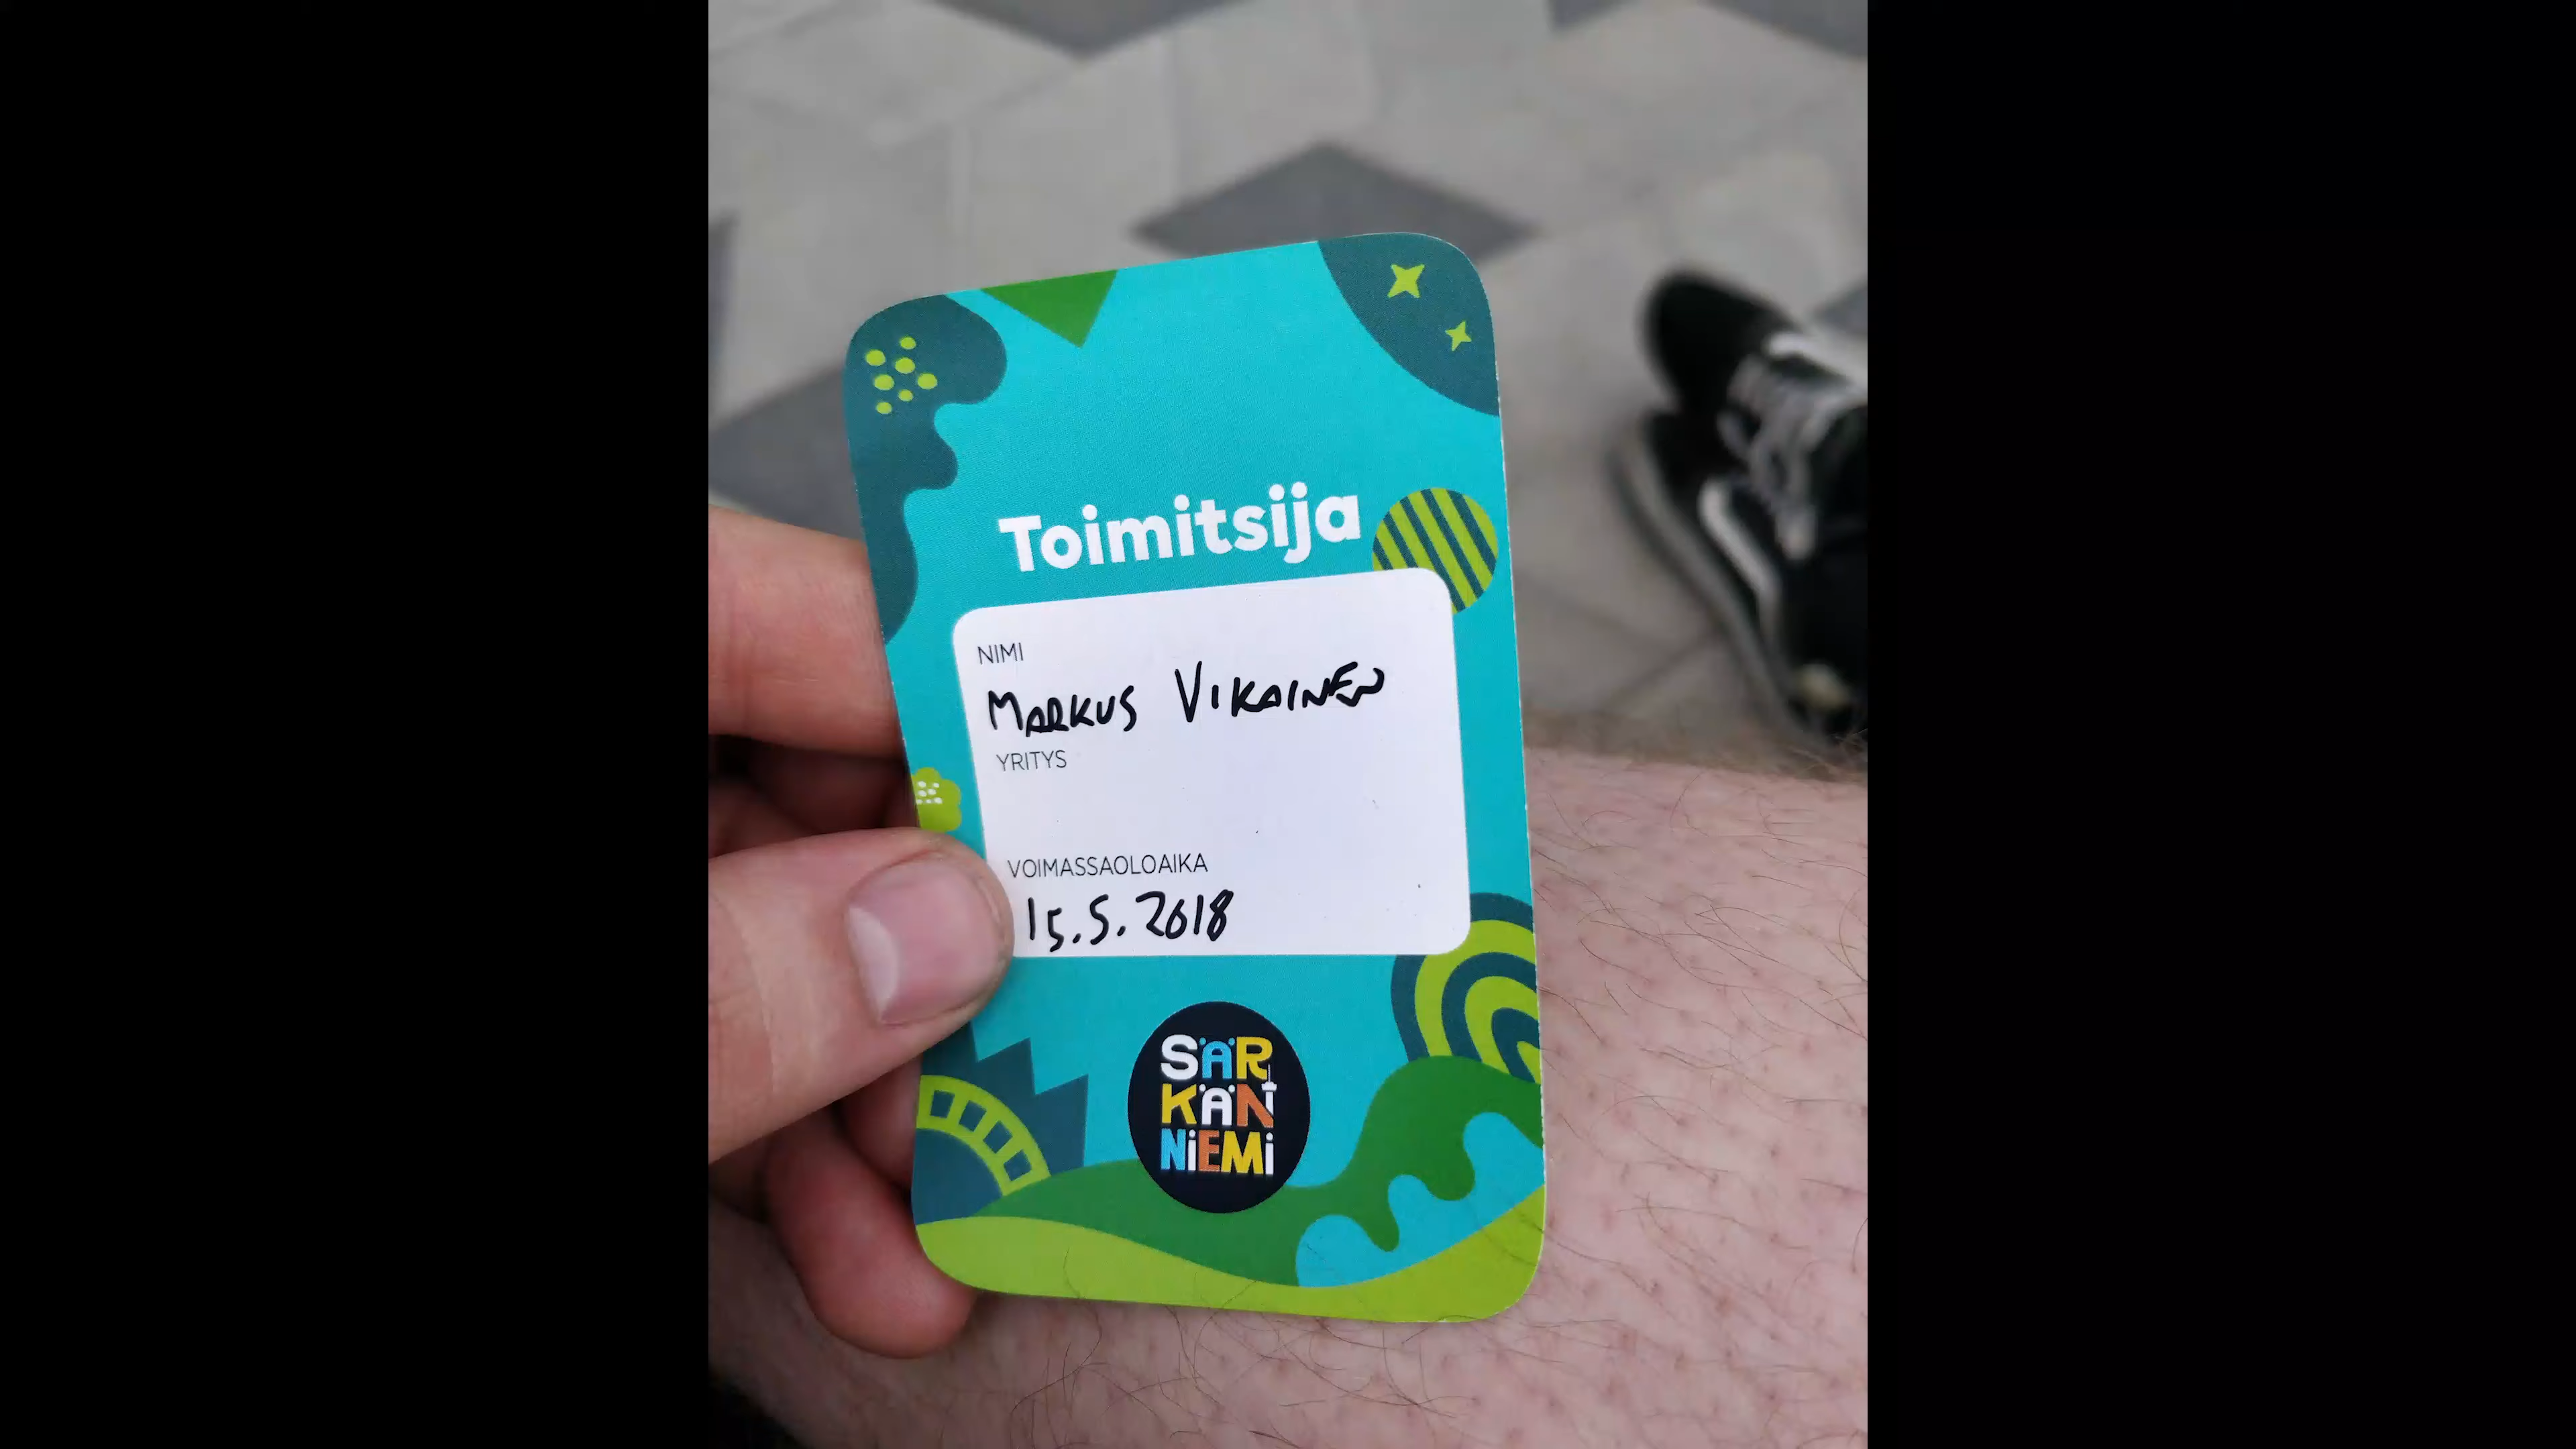 Toimitsija
NIMI
MARKUS VIKAINEN
YRITYS
VOIMASSAOLOAIKA
15.5.2018
SÄR
KÄN
NiEMi